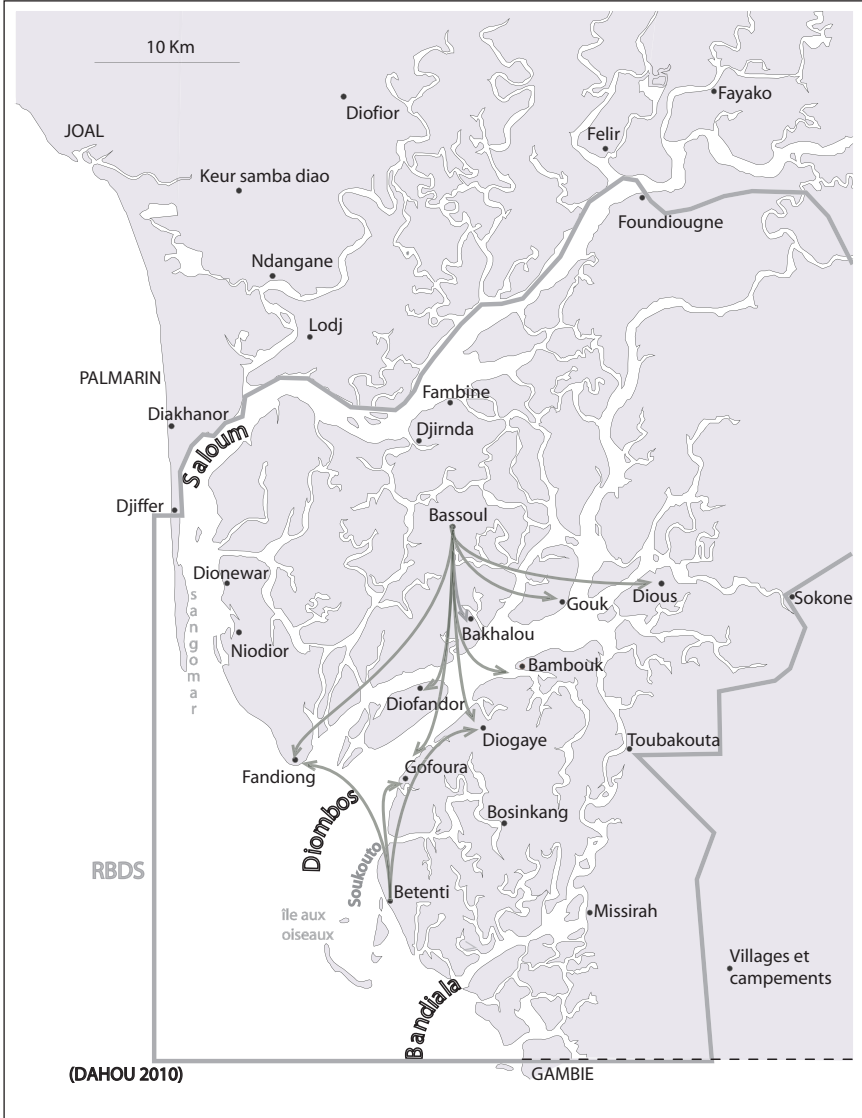 10 Km
Diofior
Fayako
Felir
JOAL
Keur samba diao
Foundiougne
Ndangane
Lodj
PALMARIN
Fambine
Diakhanor
Djirnda
Saloum
Djiffer
Bassoul
Dionewar
Gouk
Dious
Sokone
sangomar
Niodior
Bakhalou
Bambouk
Diofandor
Diogaye
Toubakouta
Fandiong
Gofoura
Diombos
Bosinkang
Soukouto
RBDS
Betenti
île aux
oiseaux
Missirah
Villages et
campements
Bandiala
(DAHOU 2010)
GAMBIE